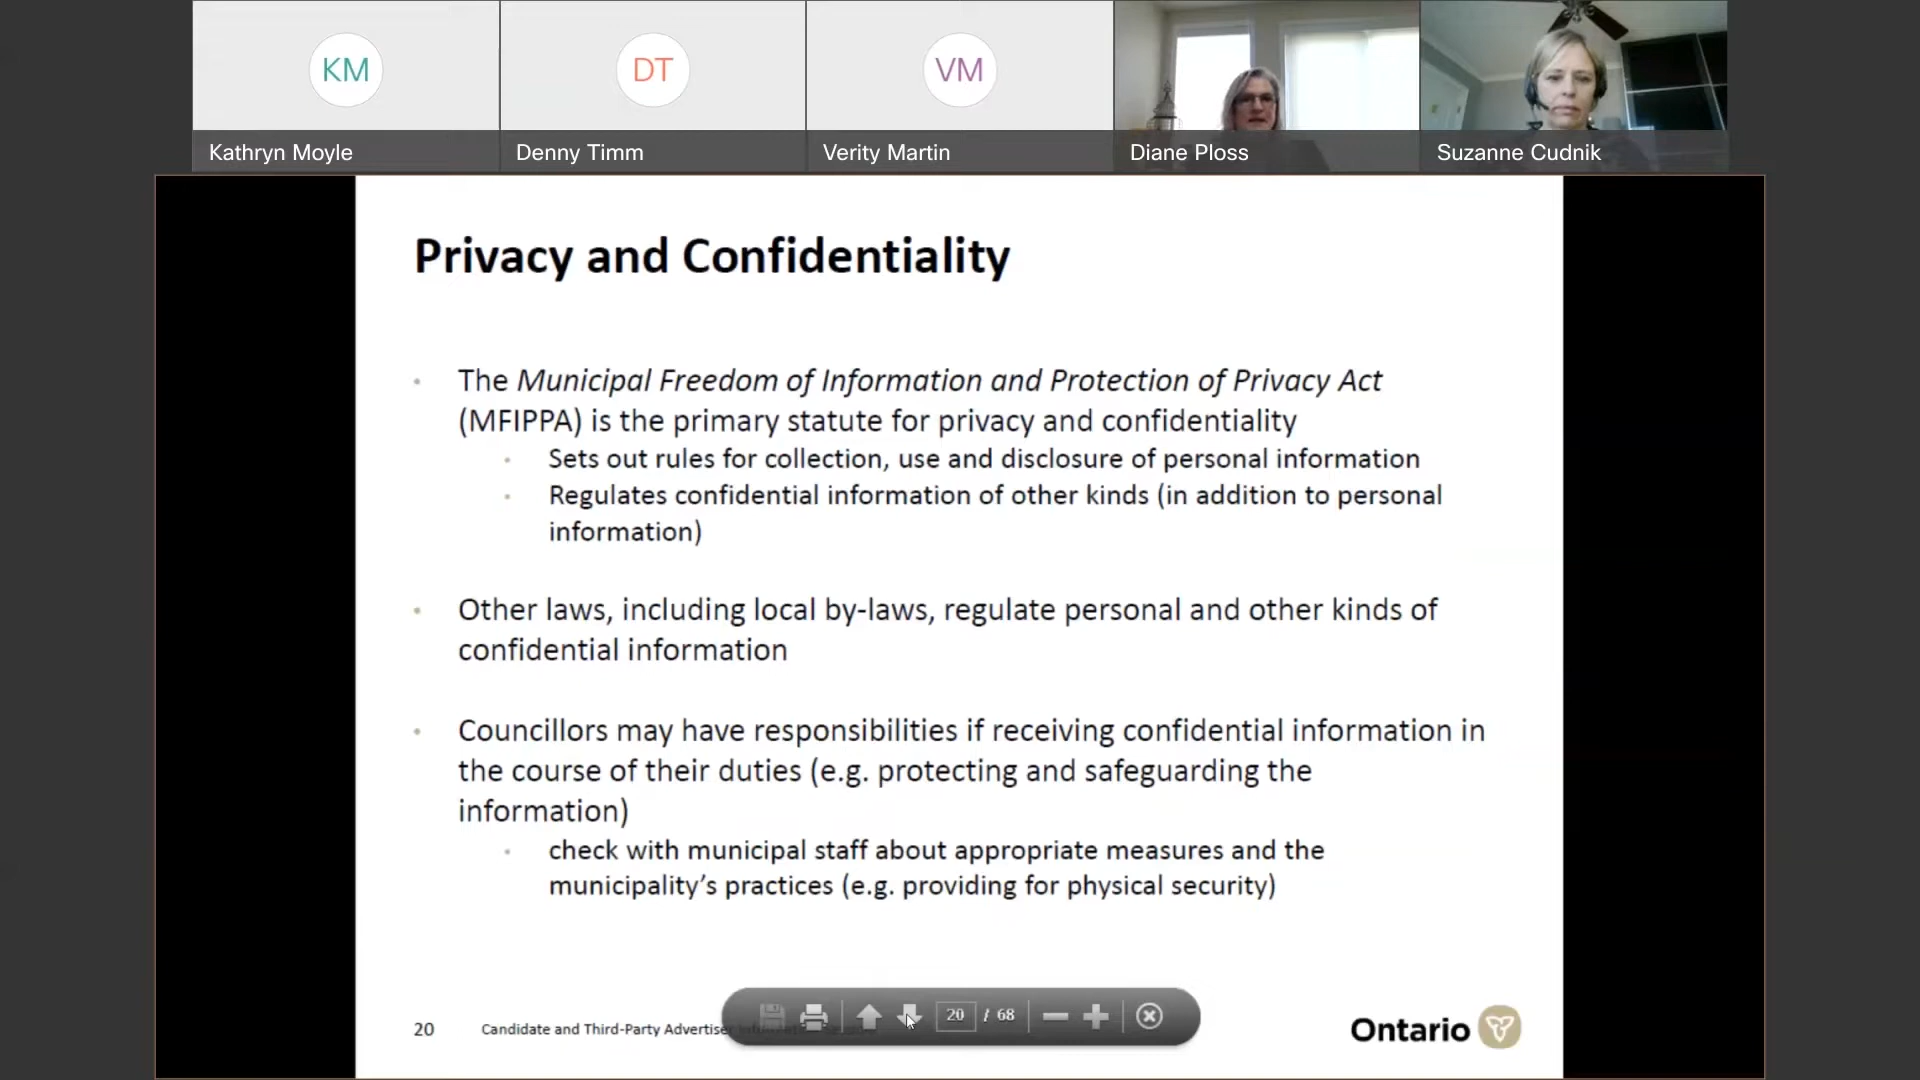 KM
DT
VM
Kathryn Moyle
Denny Timm
Verity Martin
Diane Ploss
Suzanne Cudnik
Privacy and Confidentiality
• The Municipal Freedom of Information and Protection of Privacy Act
(MFIPPA) is the primary statute for privacy and confidentiality
• Sets out rules for collection, use and disclosure of personal information
• Regulates confidential information of other kinds (in addition to personal
information)
• Other laws, including local by-laws, regulate personal and other kinds of
confidential information
• Councillors may have responsibilities if receiving confidential information in
the course of their duties (e.g. protecting and safeguarding the
information)
• check with municipal staff about appropriate measures and the
municipality's practices (e.g. providing for physical security)
20 Candidate and Third-Party Advertiser
20 / 68
Ontario